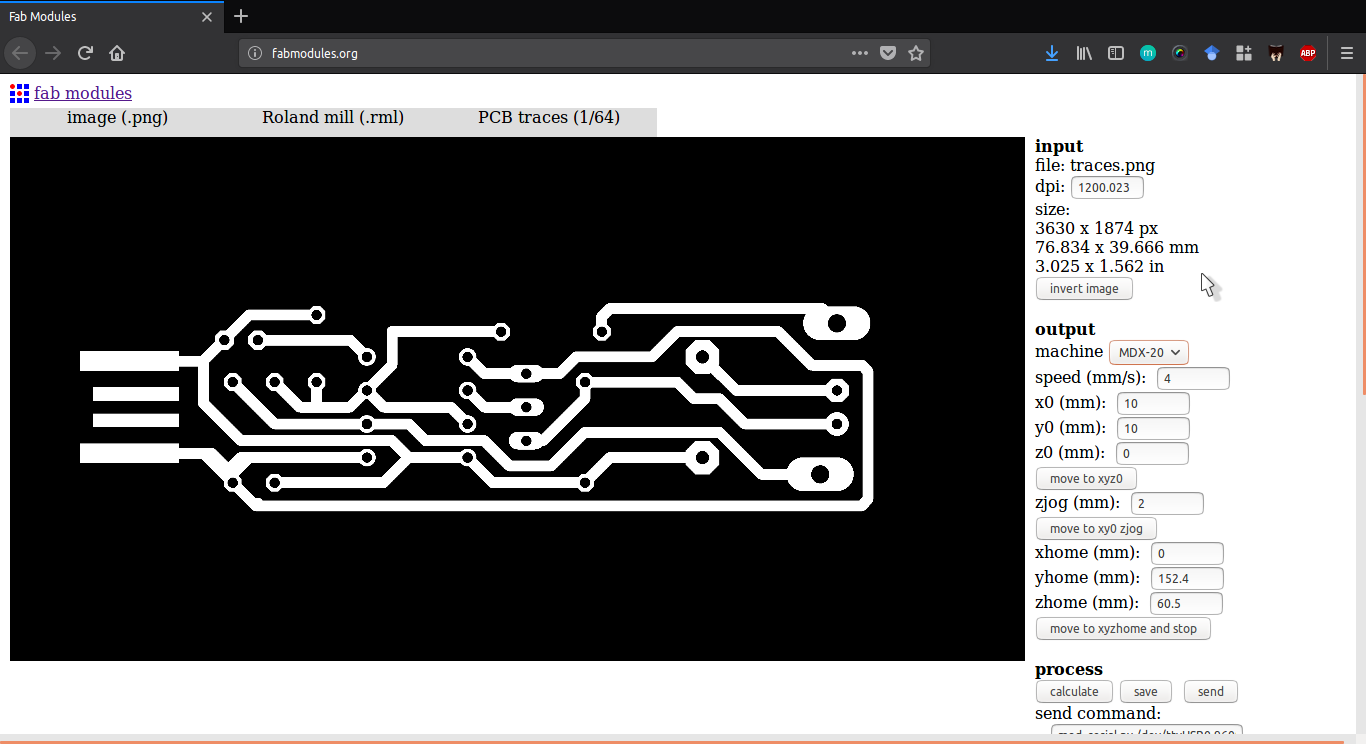 Fab Modules
fabmodules.org
m
ABP
fab modules
image (.png) Roland mill (.rml) PCB traces (1/64)
input
file: traces.png
dpi: 1200.023
size:
3630 x 1874 px
76.834 x 39.666 mm
3.025 x 1.562 in
invert image
output
machine MDX-20
speed (mm/s): 4
x0 (mm): 10
y0 (mm): 10
z0 (mm): 0
move to xyz0
zjog (mm): 2
move to xy0 zjog
xhome (mm): 0
yhome (mm): 152.4
zhome (mm): 60.5
move to xyzhome and stop
process
calculate save send
send command: